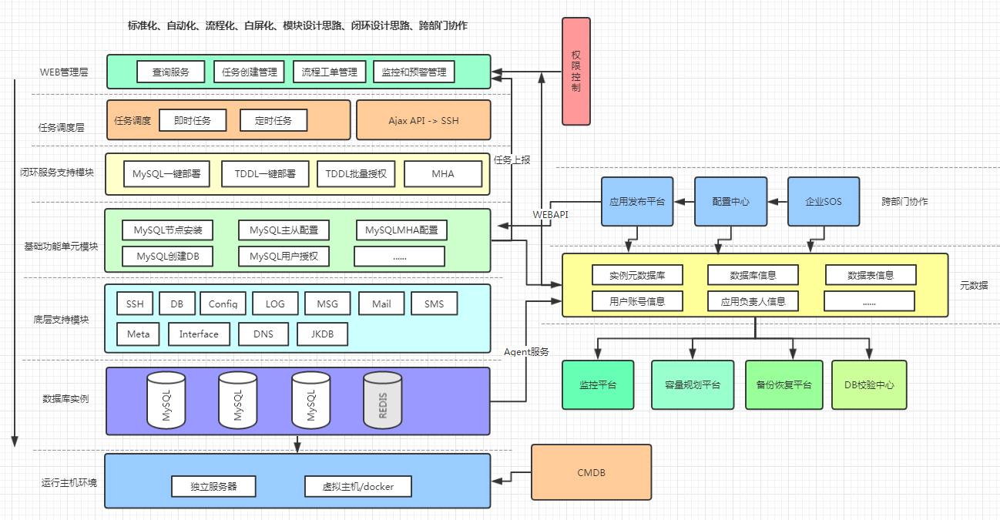 标准化、自动化、流程化、白屏化、模块设计思路、闭环设计思路、跨部门协作
权限控制
WEB管理层
查询服务
任务创建管理
流程工单管理
监控和预警管理
任务调度层
任务调度
即时任务
定时任务
Ajax API -> SSH
闭环服务支持模块
MySQL一键部署
TDDL一键部署
TDDL批量授权
MHA
任务上报
WEBAPI
应用发布平台
配置中心
企业SOS
跨部门协作
基础功能单元模块
MySQL节点安装
MySQL主从配置
MySQLMHA配置
MySQL创建DB
MySQL用户授权
......
实例元数据库
数据库信息
数据表信息
用户账号信息
应用负责人信息
......
元数据
底层支持模块
SSH
DB
Config
LOG
MSG
Mail
SMS
Meta
Interface
DNS
JKDB
Agent服务
监控平台
容量规划平台
备份恢复平台
DB校验中心
数据库实例
MySQL
MySQL
MySQL
REDIS
运行主机环境
独立服务器
虚拟主机/docker
CMDB